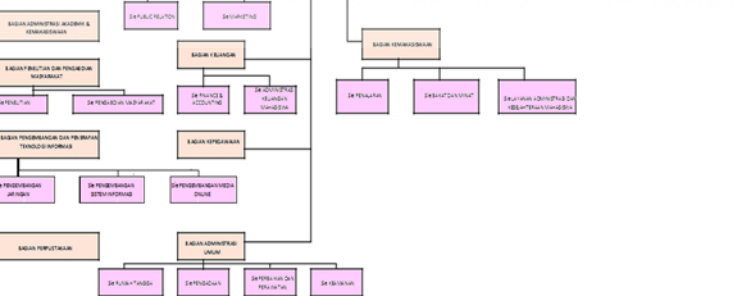 Sie PUBLIC RELATION
Sie MARKETING
BAGIAN ADMINISTRASI AKADEMIK &
KEMAHASISWAAN
BAGIAN KEUANGAN
BAGIAN KEMAHASISWAAN
BAGIAN PENELITIAN DAN PENGABDIAN
MASYARAKAT
Sie PENELITIAN
Sie PENGABDIAN MASYARAKAT
Sie FINANCE &
ACCOUNTING
Sie ADMINISTRASI
KEUANGAN
MAHASISWA
Sie PENALARAN
Sie BAKAT DAN MINAT
Sie LAYANAN ADMINISTRASI DAN
KESEJAHTERAAN MAHASISWA
BAGIAN PENGEMBANGAN DAN PENERAPAN
TEKNOLOGI INFORMASI
BAGIAN KEPEGAWAIAN
Sie PENGEMBANGAN
JARINGAN
Sie PENGEMBANGAN
SISTEM INFORMASI
Sie PENGEMBANGAN MEDIA
ONLINE
BAGIAN PERPUSTAKAAN
BAGIAN ADMINISTRASI
UMUM
Sie RUMAH TANGGA
Sie PENGADAAN
Sie PERBAIKAN DAN
PERAWATAN
Sie KEAMANAN